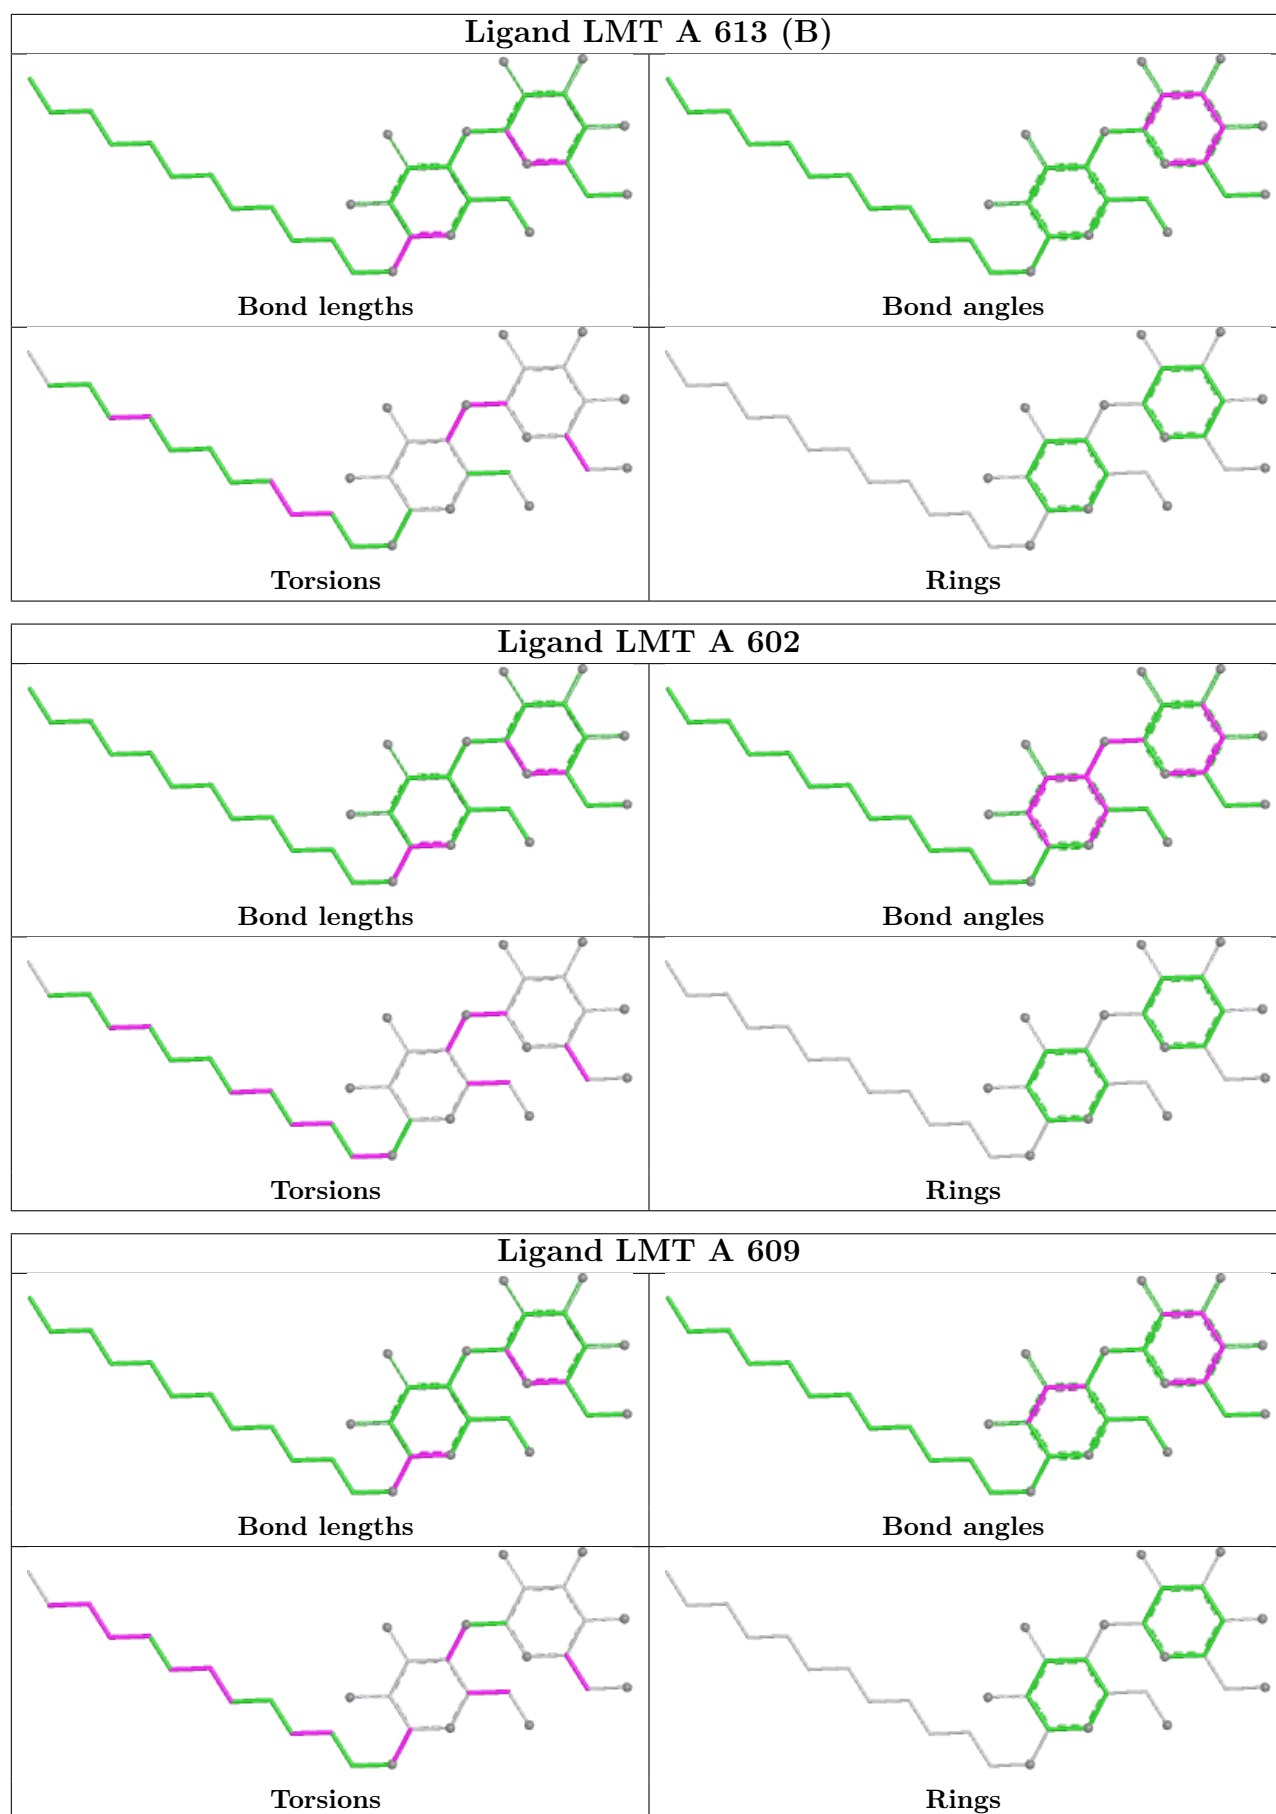 Ligand LMT A 613 (B)
Bond lengths
Bond angles
Torsions
Rings
Ligand LMT A 602
Bond lengths
Bond angles
Torsions
Rings
Ligand LMT A 609
Bond lengths
Bond angles
Torsions
Rings